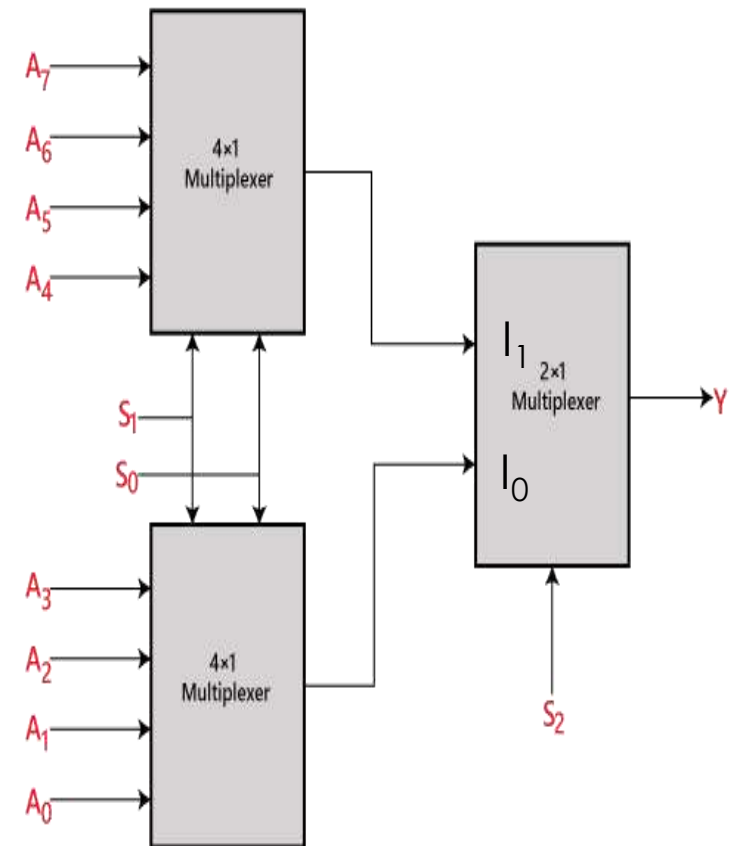 A7
A6
A5
A4
4×1
Multiplexer
S1
S0
A3
A2
A1
A0
4×1
Multiplexer
I1
2×1
Multiplexer
I0
Y
S2